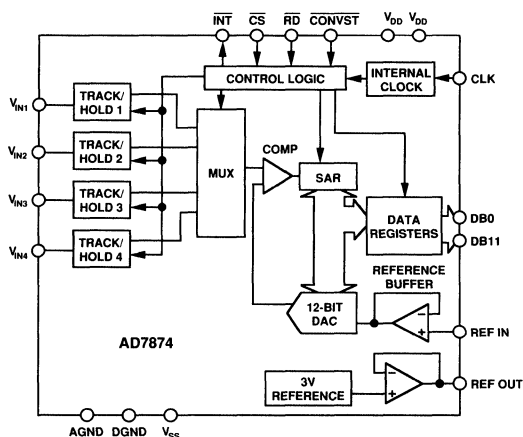 INT CS RD CONVST VDD VDD
CONTROL LOGIC
INTERNAL
CLOCK
CLK
VIN1
TRACK/
HOLD 1
VIN2
TRACK/
HOLD 2
VIN3
TRACK/
HOLD 3
VIN4
TRACK/
HOLD 4
MUX
COMP
SAR
DATA
REGISTERS
DB0
DB11
12-BIT
DAC
REFERENCE
BUFFER
REF IN
AD7874
3V
REFERENCE
REF OUT
AGND DGND VSS
− +
− +